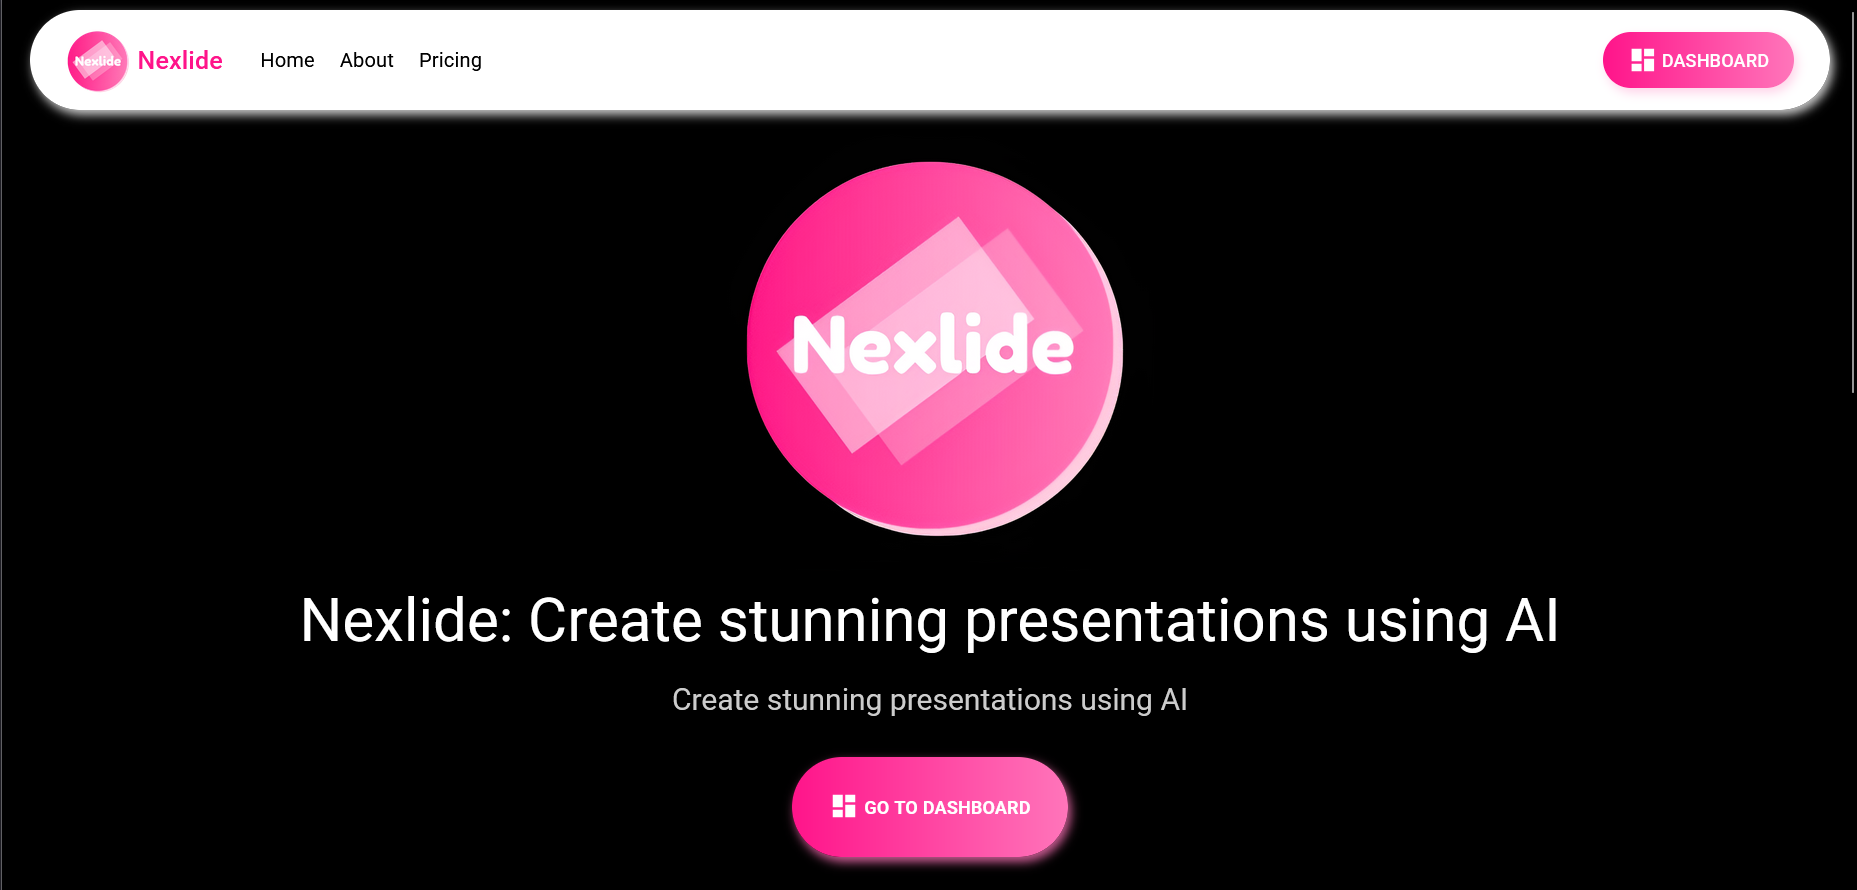 Nexlide
Nexlide
Home
About
Pricing
DASHBOARD
Nexlide
Nexlide: Create stunning presentations using AI
Create stunning presentations using AI
GO TO DASHBOARD